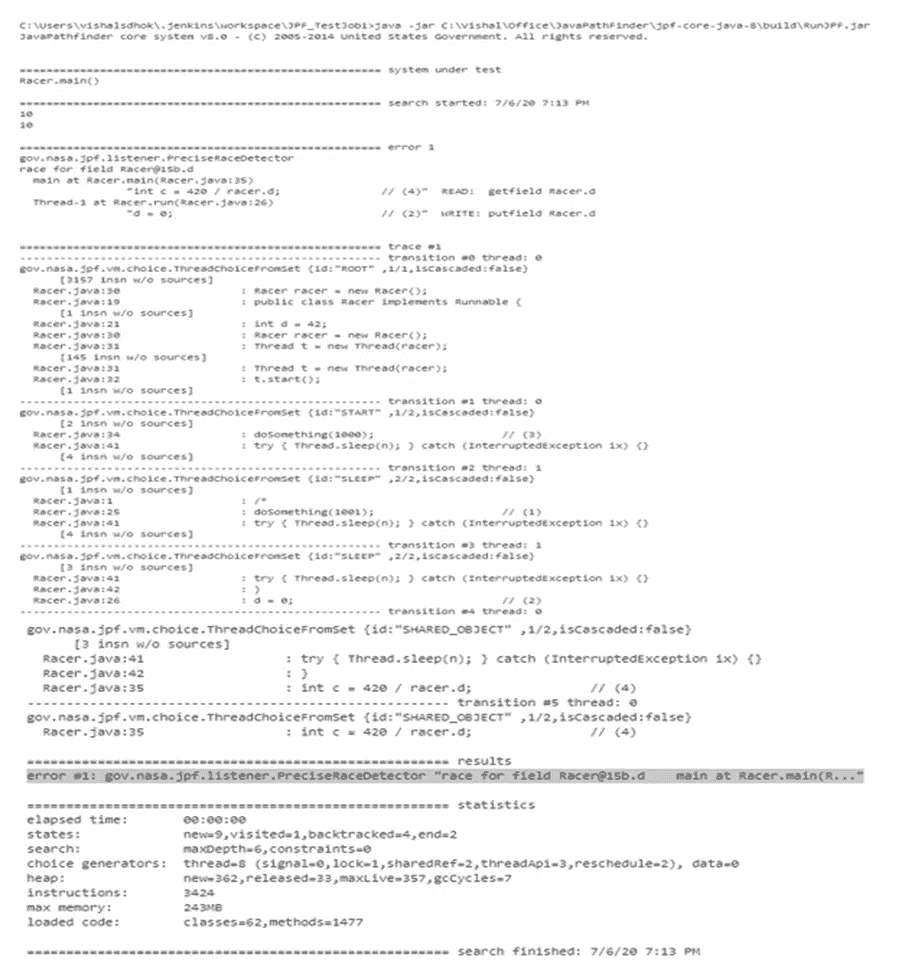 C:\Users\vishalsdhok\.jenkins\workspace\JPF_TestJob1>java -jar C:\Vishal\Office\JavaPathFinder\jpf-core-java-8\build\RunJPF.jar
JavaPathfinder core system v8.0 - (C) 2005-2014 United States Government. All rights reserved.
====================================================== system under test
Racer.main()
====================================================== search started: 7/6/20 7:13 PM
10
10
====================================================== error 1
gov.nasa.jpf.listener.PreciseRaceDetector
race for field Racer@15b.d
main at Racer.main(Racer.java:35)
"int c = 420 / racer.d; // (4)" READ: getfield Racer.d
Thread-1 at Racer.run(Racer.java:26)
"d = 0; // (2)" WRITE: putfield Racer.d
====================================================== trace #1
------------------------------------------------------ transition #0 thread: 0
gov.nasa.jpf.vm.choice.ThreadChoiceFromSet {id:"ROOT" ,1/1,isCascaded:false}
[3157 insn w/o sources]
Racer.java:30 : Racer racer = new Racer();
Racer.java:19 : public class Racer implements Runnable {
[1 insn w/o sources]
Racer.java:21 : int d = 42;
Racer.java:30 : Racer racer = new Racer();
Racer.java:31 : Thread t = new Thread(racer);
[145 insn w/o sources]
Racer.java:31 : Thread t = new Thread(racer);
Racer.java:32 : t.start();
[1 insn w/o sources]
------------------------------------------------------ transition #1 thread: 0
gov.nasa.jpf.vm.choice.ThreadChoiceFromSet {id:"START" ,1/2,isCascaded:false}
[2 insn w/o sources]
Racer.java:34 : doSomething(1000); // (3)
Racer.java:41 : try { Thread.sleep(n); } catch (InterruptedException ix) {}
[4 insn w/o sources]
------------------------------------------------------ transition #2 thread: 1
gov.nasa.jpf.vm.choice.ThreadChoiceFromSet {id:"SLEEP" ,2/2,isCascaded:false}
[1 insn w/o sources]
Racer.java:1 : /*
Racer.java:25 : doSomething(1001); // (1)
Racer.java:41 : try { Thread.sleep(n); } catch (InterruptedException ix) {}
[4 insn w/o sources]
------------------------------------------------------ transition #3 thread: 1
gov.nasa.jpf.vm.choice.ThreadChoiceFromSet {id:"SLEEP" ,2/2,isCascaded:false}
[3 insn w/o sources]
Racer.java:41 : try { Thread.sleep(n); } catch (InterruptedException ix) {}
Racer.java:42 : }
Racer.java:26 : d = 0; // (2)
------------------------------------------------------ transition #4 thread: 0
gov.nasa.jpf.vm.choice.ThreadChoiceFromSet {id:"SHARED_OBJECT" ,1/2,isCascaded:false}
[3 insn w/o sources]
Racer.java:41 : try { Thread.sleep(n); } catch (InterruptedException ix) {}
Racer.java:42 : }
Racer.java:35 : int c = 420 / racer.d; // (4)
------------------------------------------------------ transition #5 thread: 0
gov.nasa.jpf.vm.choice.ThreadChoiceFromSet {id:"SHARED_OBJECT" ,1/2,isCascaded:false}
Racer.java:35 : int c = 420 / racer.d; // (4)
====================================================== results
error #1: gov.nasa.jpf.listener.PreciseRaceDetector "race for field Racer@15b.d main at Racer.main(R..."
====================================================== statistics
elapsed time: 00:00:00
states: new=9,visited=1,backtracked=4,end=2
search: maxDepth=6,constraints=0
choice generators: thread=8 (signal=0,lock=1,sharedRef=2,threadApi=3,reschedule=2), data=0
heap: new=362,released=33,maxLive=357,gcCycles=7
instructions: 3424
max memory: 243MB
loaded code: classes=62,methods=1477
====================================================== search finished: 7/6/20 7:13 PM